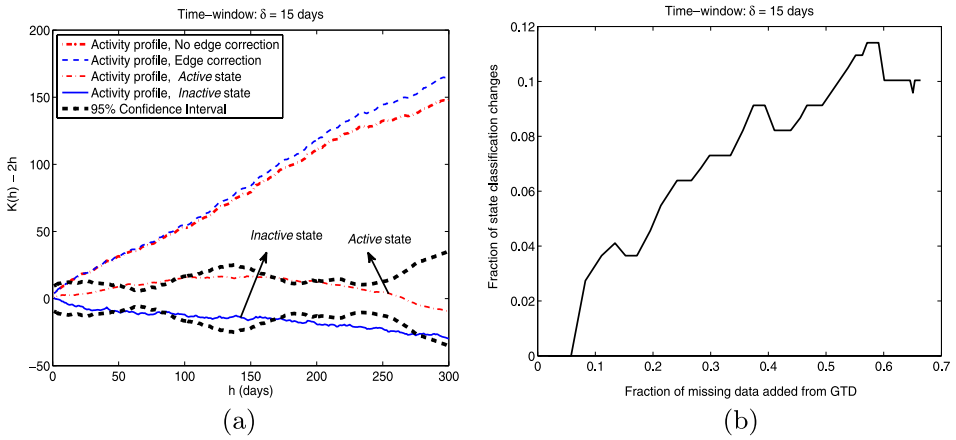 Time–window: δ = 15 days
200
150
100
50
0
−50
0
50
100
150
200
250
300
K(h) − 2h
h (days)
Activity profile, No edge correction
Activity profile, Edge correction
Activity profile, Active state
Activity profile, Inactive state
95% Confidence Interval
Inactive state
Active state
(a)
Time–window: δ = 15 days
0.12
0.1
0.08
0.06
0.04
0.02
0.12
0
0.1
0.2
0.3
0.4
0.5
0.6
0.7
Fraction of state classification changes
Fraction of missing data added from GTD
(b)